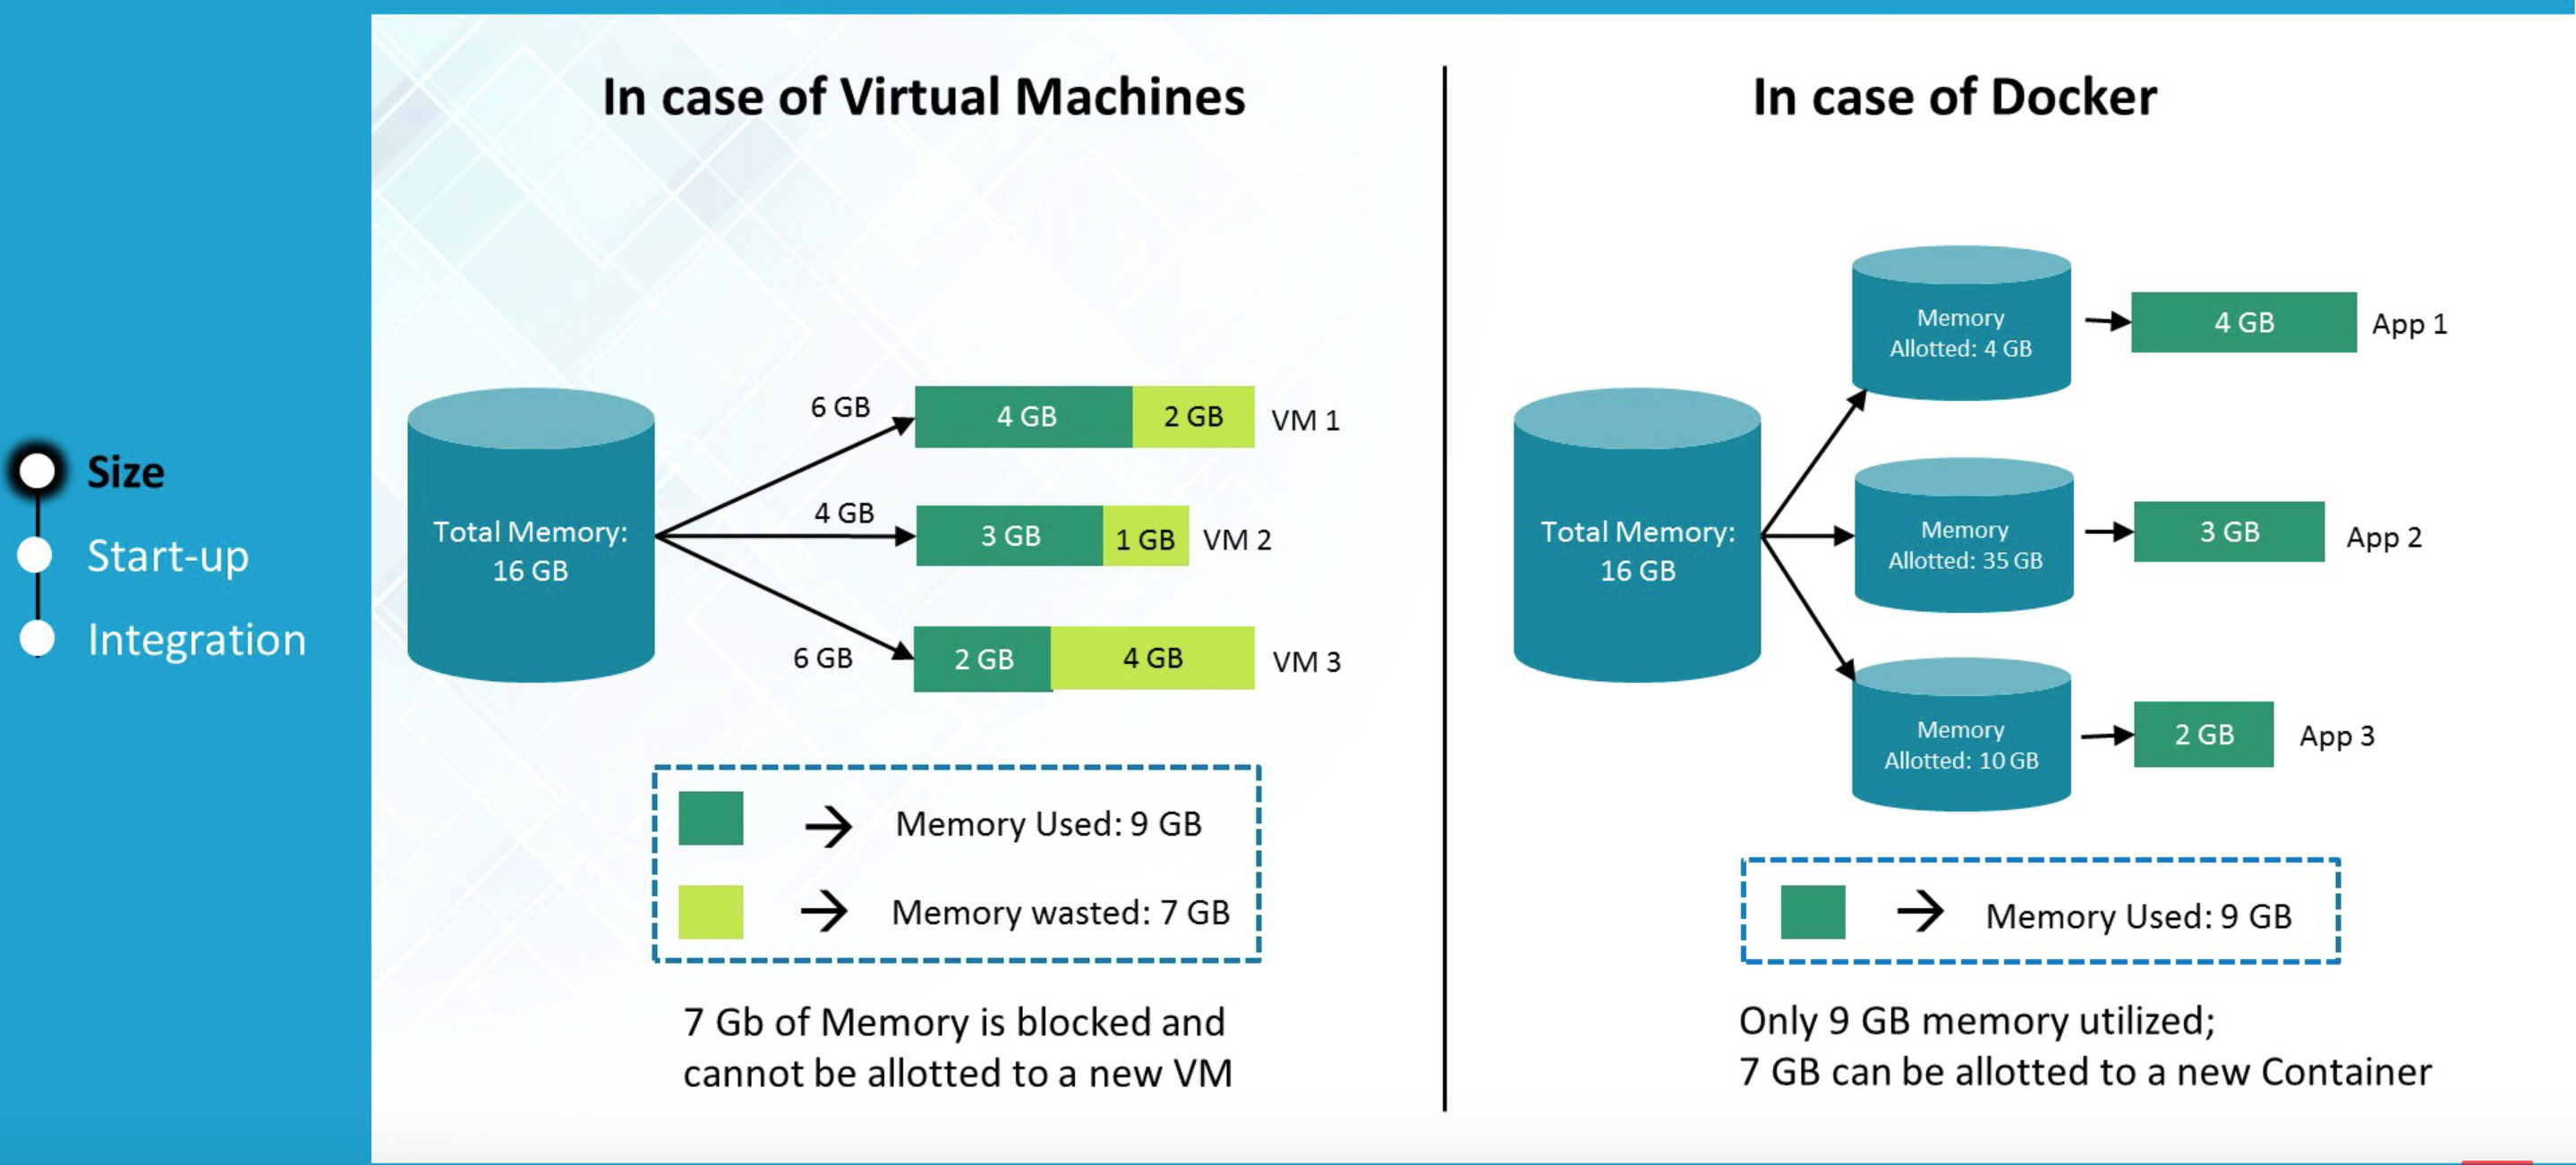 Size
Start-up
Integration
In case of Virtual Machines
Total Memory:
16 GB
6 GB
4 GB
2 GB
VM 1
4 GB
3 GB
1 GB
VM 2
6 GB
2 GB
4 GB
VM 3
Memory Used: 9 GB
Memory wasted: 7 GB
7 Gb of Memory is blocked and
cannot be allotted to a new VM
In case of Docker
Total Memory:
16 GB
Memory
Allotted: 4 GB
4 GB
App 1
Memory
Allotted: 35 GB
3 GB
App 2
Memory
Allotted: 10 GB
2 GB
App 3
Memory Used: 9 GB
Only 9 GB memory utilized;
7 GB can be allotted to a new Container